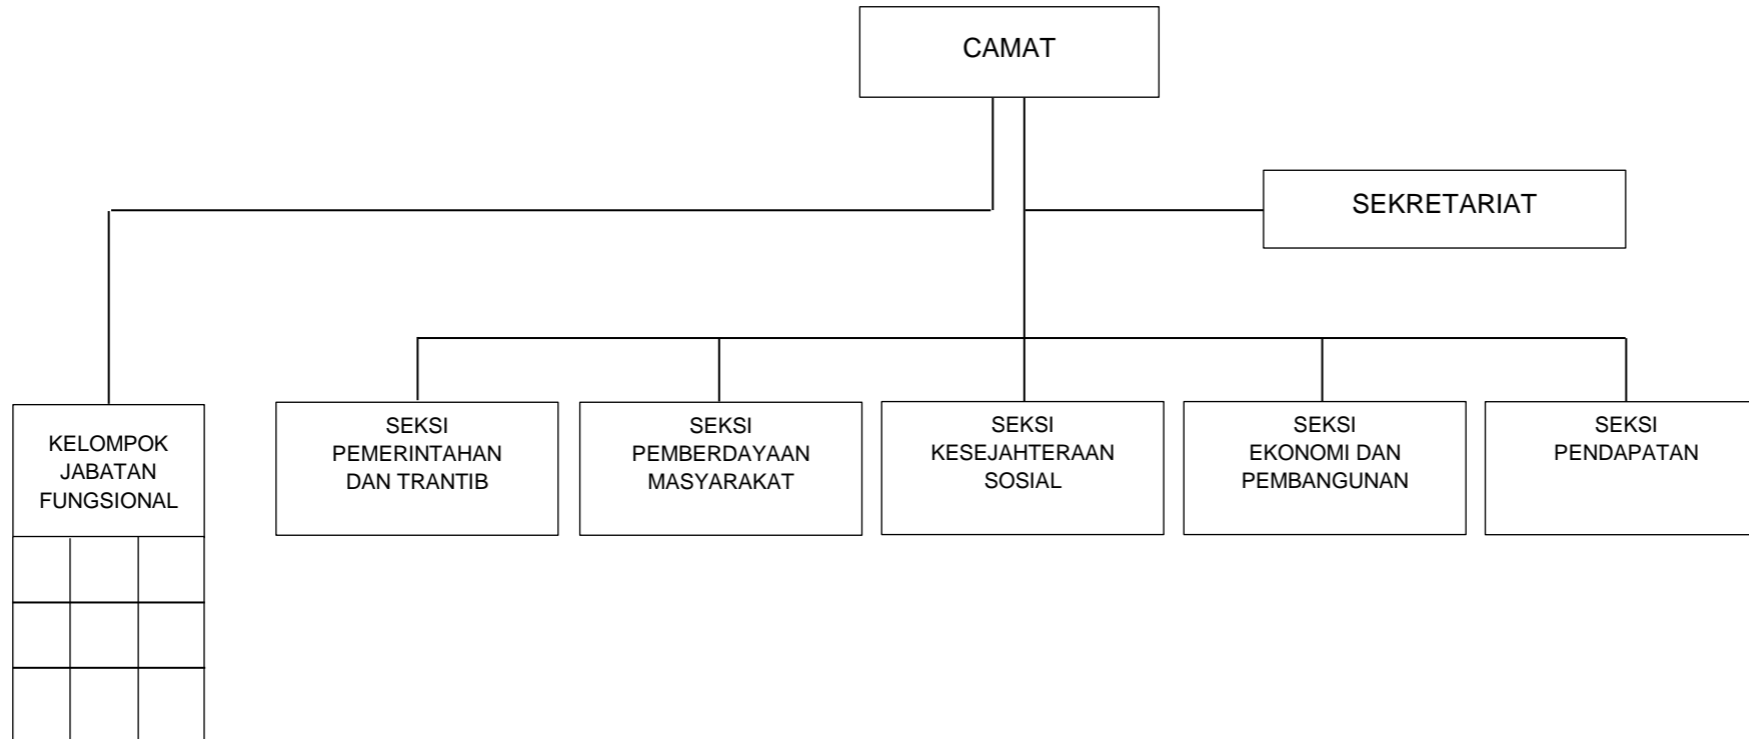 CAMAT
SEKRETARIAT
KELOMPOK
JABATAN
FUNGSIONAL
SEKSI
PEMERINTAHAN
DAN TRANTIB
SEKSI
PEMBERDAYAAN
MASYARAKAT
SEKSI
KESEJAHTERAAN
SOSIAL
SEKSI
EKONOMI DAN
PEMBANGUNAN
SEKSI
PENDAPATAN